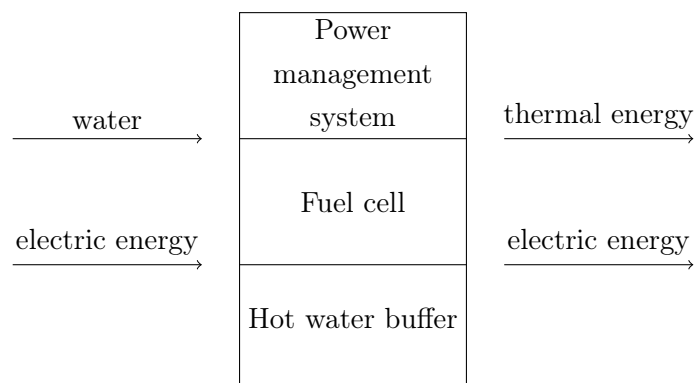 Power
management
system
water
thermal energy
Fuel cell
electric energy
electric energy
Hot water buffer